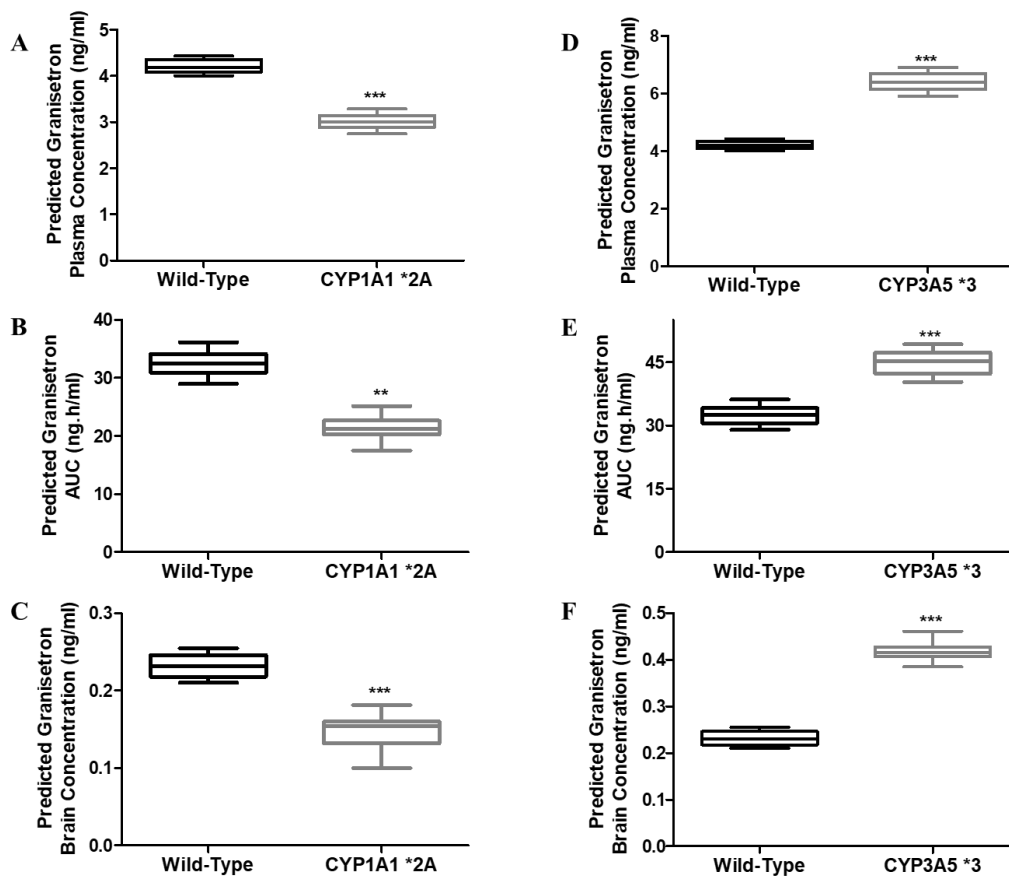 A
Predicted Granisetron
Plasma Concentration (ng/ml)
5
4
3
2
1
0
***
Wild-Type
CYP1A1 *2A
B
Predicted Granisetron
AUC (ng.h/ml)
40
30
20
10
0
**
Wild-Type
CYP1A1 *2A
C
Predicted Granisetron
Brain Concentration (ng/ml)
0.3
0.2
0.1
0.0
***
Wild-Type
CYP1A1 *2A
D
Predicted Granisetron
Plasma Concentration (ng/ml)
8
6
4
2
0
***
Wild-Type
CYP3A5 *3
E
Predicted Granisetron
AUC (ng.h/ml)
45
30
15
0
***
Wild-Type
CYP3A5 *3
F
Predicted Granisetron
Brain Concentration (ng/ml)
0.5
0.4
0.3
0.2
0.1
0.0
***
Wild-Type
CYP3A5 *3